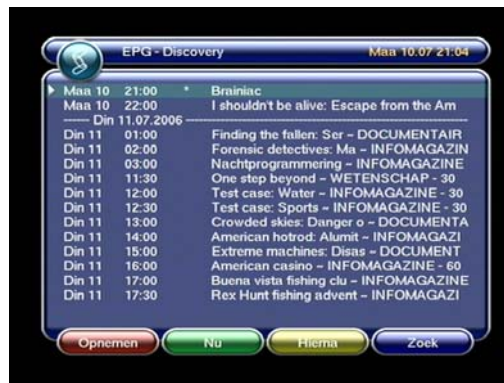 EPG - Discovery Maa 10.07 21:04
Maa 10 21:00 * Brainiac
Maa 10 22:00 I shouldn't be alive: Escape from the Am
----- Din 11.07.2006 -----
Din 11 01:00 Finding the fallen: Ser ~ DOCUMENTAIR
Din 11 02:00 Forensic detectives: Ma ~ INFOMAGAZIN
Din 11 03:00 Nachtprogrammering ~ INFOMAGAZINE
Din 11 11:30 One step beyond ~ WETENSCHAP - 30
Din 11 12:00 Test case: Water ~ INFOMAGAZINE - 30
Din 11 12:30 Test case: Sports ~ INFOMAGAZINE - 30
Din 11 13:00 Crowded skies: Danger o ~ DOCUMENTA
Din 11 14:00 American hotrod: Alumit ~ INFOMAGAZI
Din 11 15:00 Extreme machines: Disas ~ DOCUMENT
Din 11 16:00 American casino ~ INFOMAGAZINE - 60
Din 11 17:00 Buena vista fishing clu ~ INFOMAGAZINE
Din 11 17:30 Rex Hunt fishing advent ~ INFOMAGAZI
Opnemen Nu Hierna Zoek